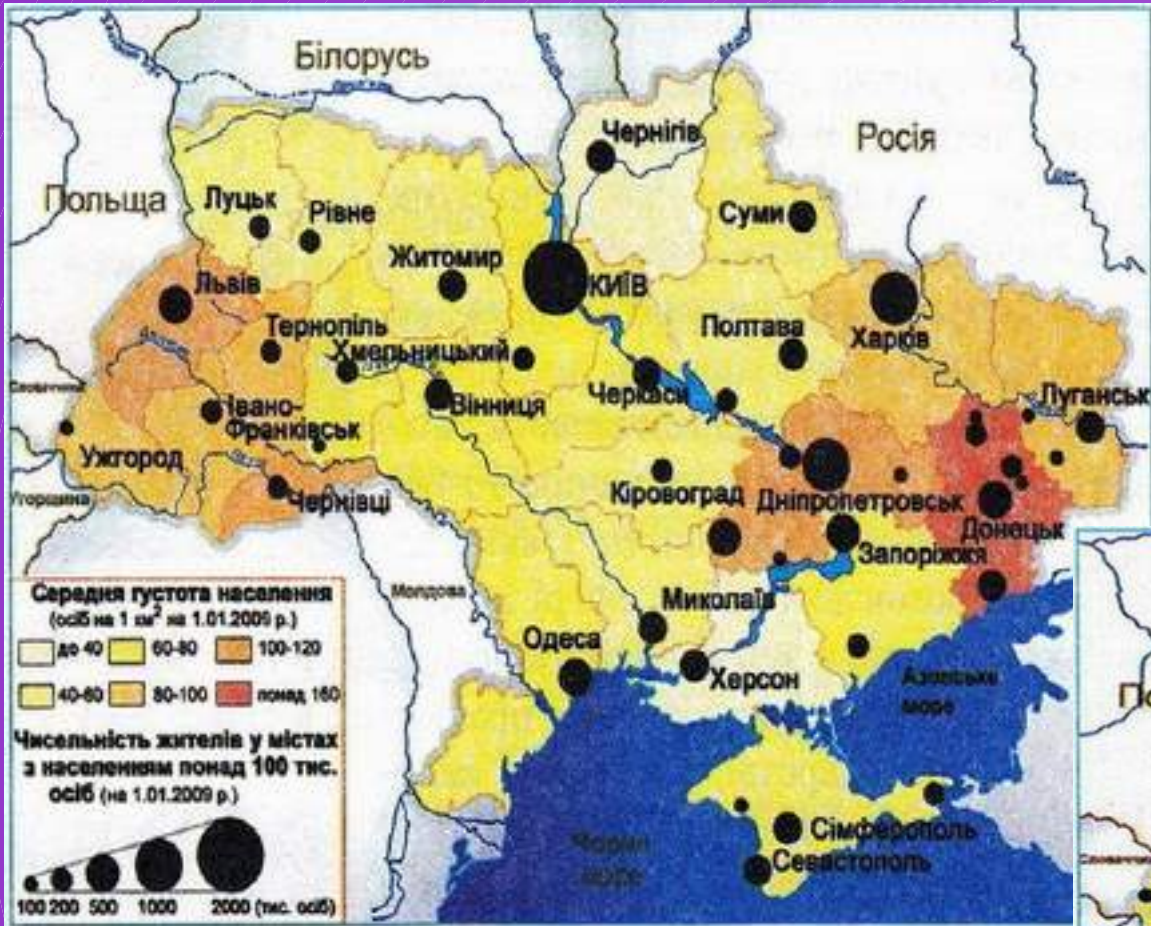 Білорусь
Росія
Польща
Чернігів
Луцьк
Рівне
Суми
Житомир
КИЇВ
Львів
Тернопіль
Хмельницький
Полтава
Харків
Черкаси
Вінниця
Луганськ
Івано-
Франківськ
Ужгород
Угорщина
Чернівці
Кіровоград
Дніпропетровськ
Донецьк
Запоріжжя
Молдова
Миколаїв
Одеса
Херсон
Азовське
море
Сімферополь
Севастополь
Чорне
море
Середня густота населення
(осіб на 1 км² на 1.01.2009 р.)
до 40 60-80 100-120
40-60 80-100 понад 160
Чисельність жителів у містах
з населенням понад 100 тис.
осіб (на 1.01.2009 р.)
100 200 500 1000 2000 (тис. осіб)